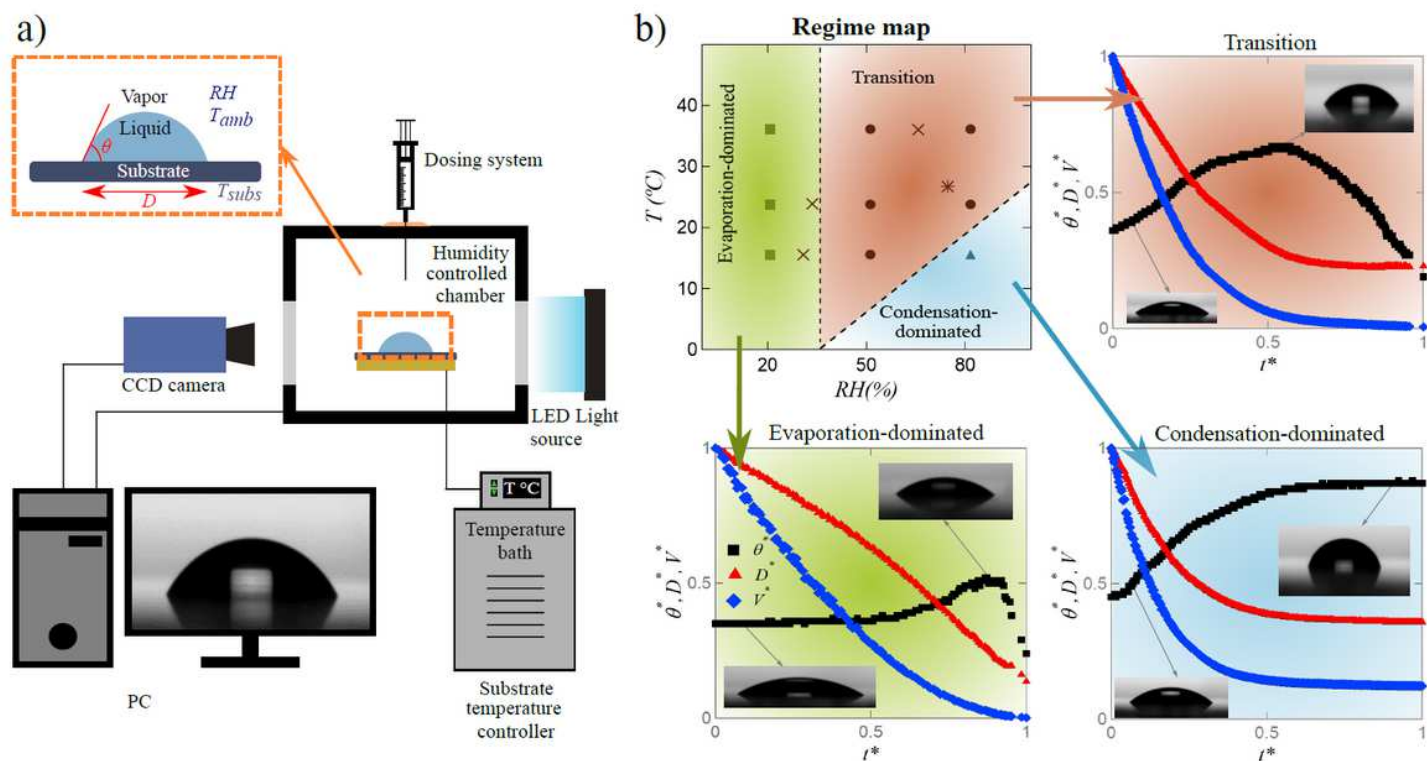 a)
Vapor
RH
T_amb
Liquid
θ
Substrate
D
T_subs
Dosing system
Humidity
controlled
chamber
CCD camera
LED Light
source
T °C
Temperature
bath
PC
Substrate
temperature
controller
b)
Regime map
T (°C)
40
30
20
10
0
Evaporation-dominated
Transition
Condensation-
dominated
20
50
80
RH(%)
Transition
θ*, D*, V*
1
0.5
0
0.5
1
t*
Evaporation-dominated
θ*, D*, V*
1
0.5
0
θ*
D*
V*
0.5
1
t*
Condensation-dominated
θ*, D*, V*
1
0.5
0
0.5
1
t*